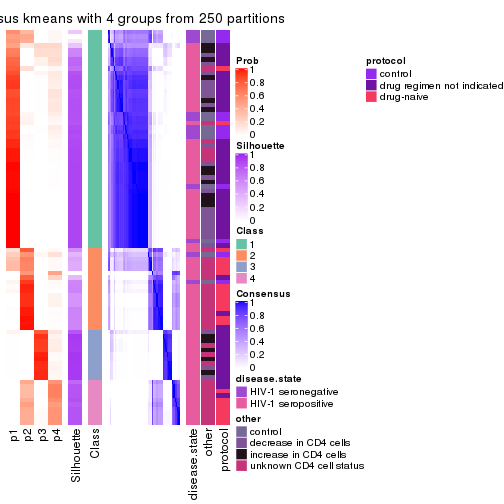 sus kmeans with 4 groups from 250 partitions
Prob
1
0.8
0.6
0.4
0.2
0
Silhouette
1
0.8
0.6
0.4
0.2
0
Class
1
2
3
4
Consensus
1
0.8
0.6
0.4
0.2
0
disease.state
HIV-1 seronegative
HIV-1 seropositive
other
control
decrease in CD4 cells
increase in CD4 cells
unknown CD4 cell status
protocol
control
drug regimen not indicated
drug-naive
p1
p2
p3
p4
Silhouette
Class
disease.state
other
protocol